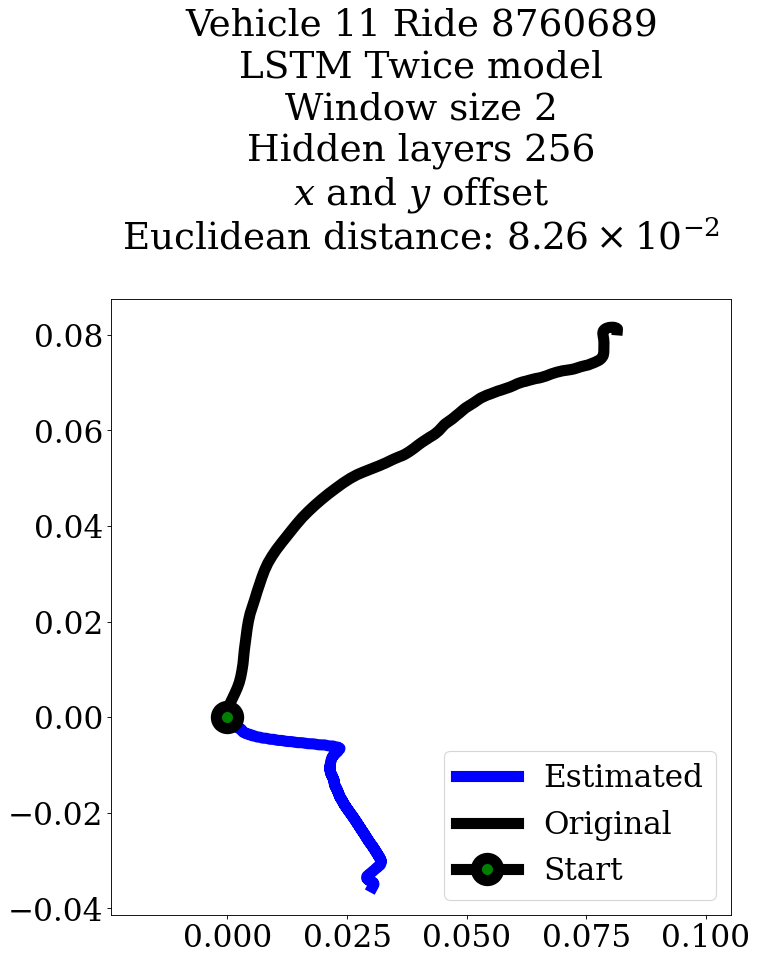 Vehicle 11 Ride 8760689
LSTM Twice model
Window size 2
Hidden layers 256
x and y offset
Euclidean distance: 8.26 × 10⁻²
0.08
0.06
0.04
0.02
0.00
−0.02
−0.04
Estimated
Original
Start
0.000 0.025 0.050 0.075 0.100